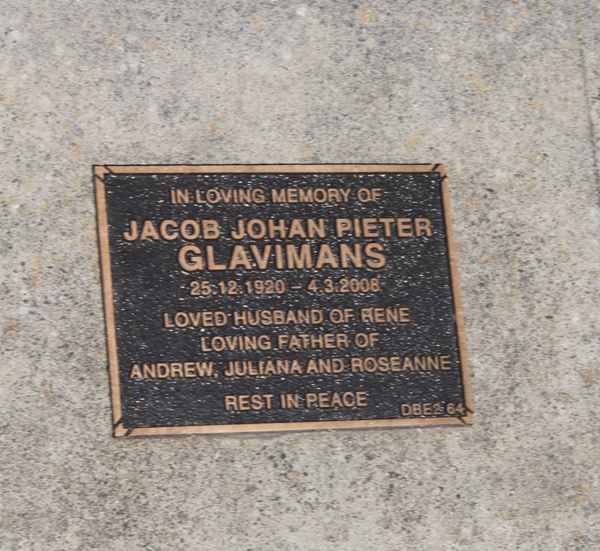 IN LOVING MEMORY OF
JACOB JOHAN PIETER
GLAVIMANS
25.12.1920 – 4.3.2008
LOVED HUSBAND OF RENE
LOVING FATHER OF
ANDREW, JULIANA AND ROSEANNE
REST IN PEACE
DBE2 64